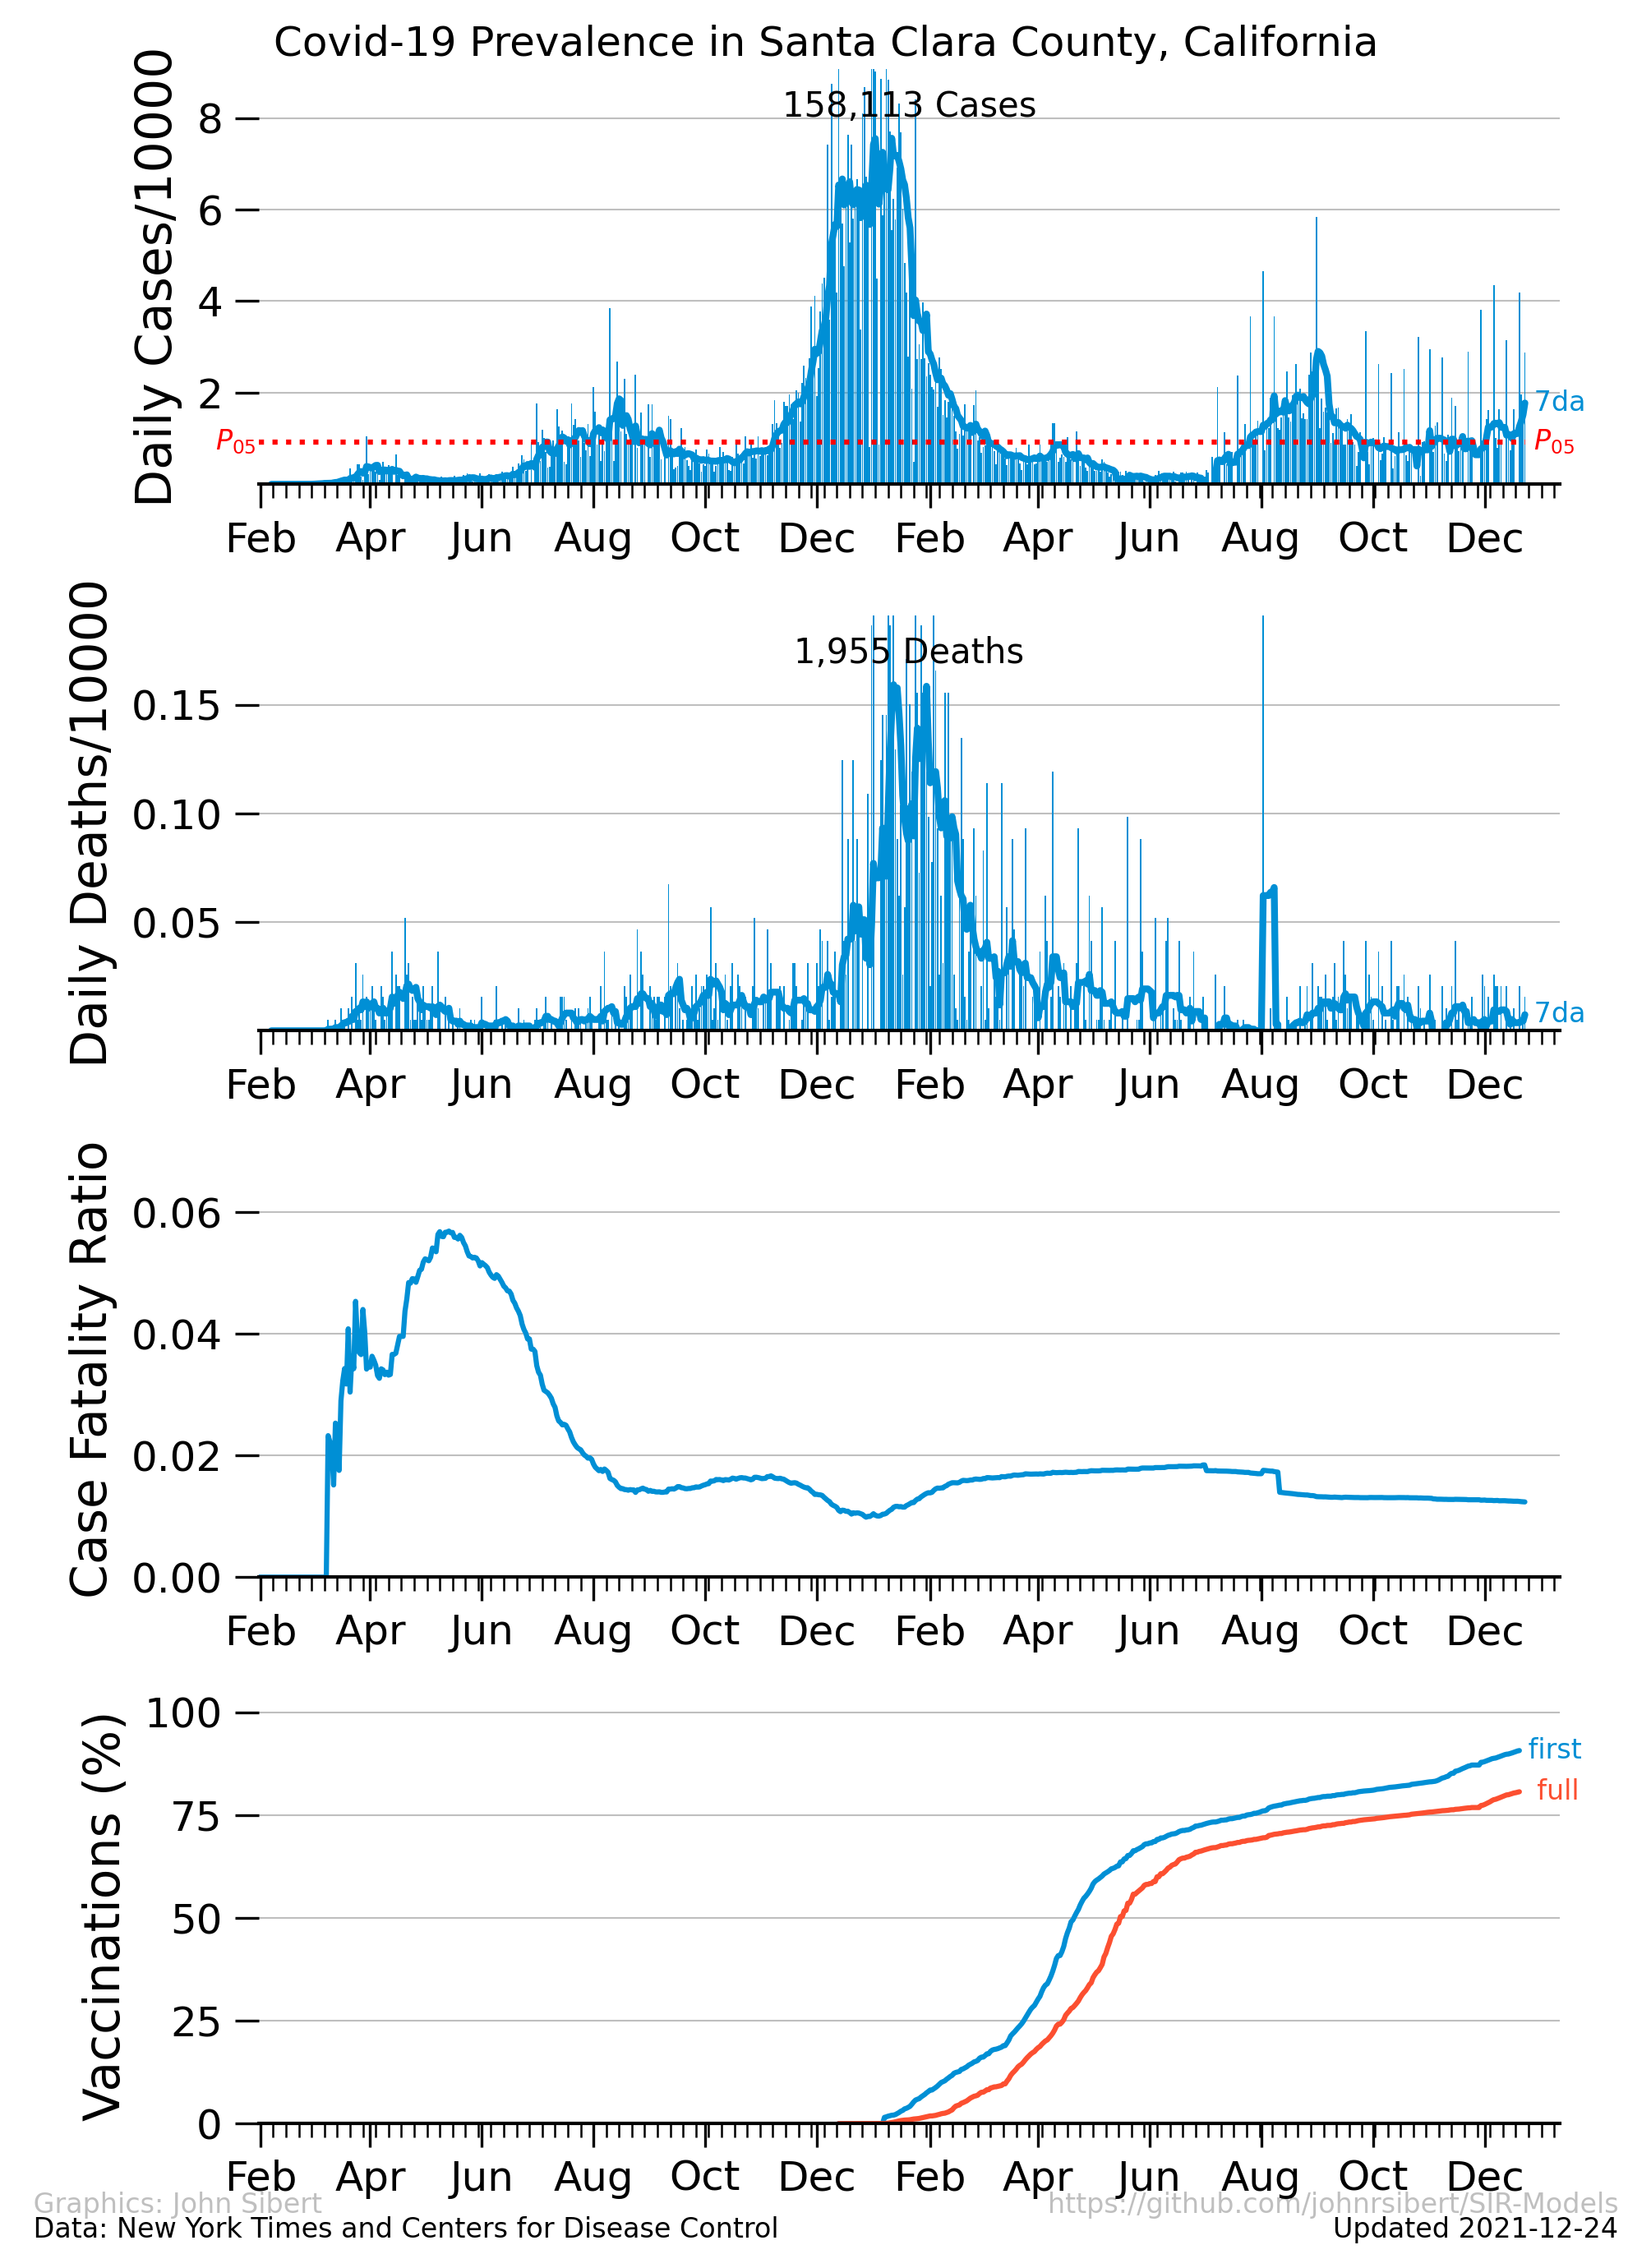 Covid-19 Prevalence in Santa Clara County, California
Daily Cases/10000
158,113 Cases
8
6
4
2
P05
7da
P05
Feb Apr Jun Aug Oct Dec Feb Apr Jun Aug Oct Dec
Daily Deaths/10000
1,955 Deaths
0.15
0.10
0.05
7da
Feb Apr Jun Aug Oct Dec Feb Apr Jun Aug Oct Dec
Case Fatality Ratio
0.06
0.04
0.02
0.00
Feb Apr Jun Aug Oct Dec Feb Apr Jun Aug Oct Dec
Vaccinations (%)
100
75
50
25
0
first
full
Feb Apr Jun Aug Oct Dec Feb Apr Jun Aug Oct Dec
Graphics: John Sibert https://github.com/johnrsibert/SIR-Models
Data: New York Times and Centers for Disease Control Updated 2021-12-24